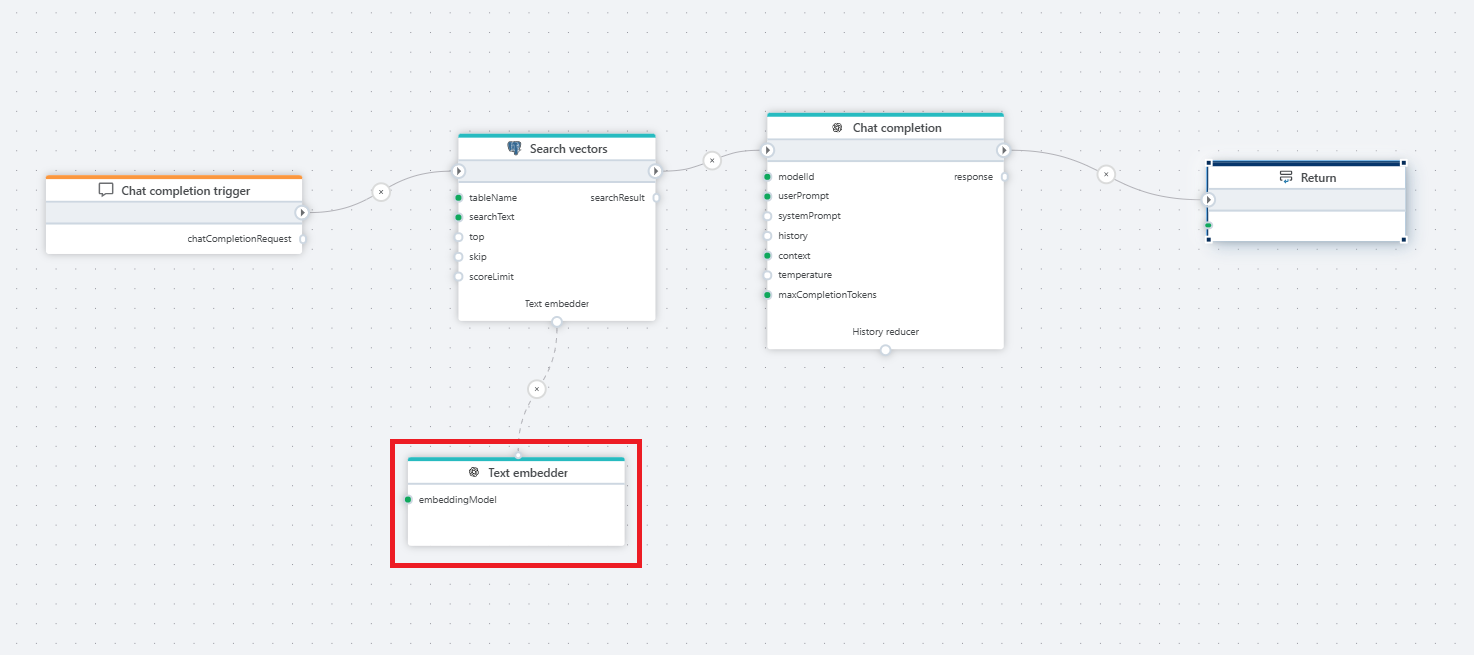 Chat completion trigger
chatCompletionRequest
Search vectors
tableName
searchResult
searchText
top
skip
scoreLimit
Text embedder
Text embedder
embeddingModel
Chat completion
modelId
response
userPrompt
systemPrompt
history
context
temperature
maxCompletionTokens
History reducer
Return